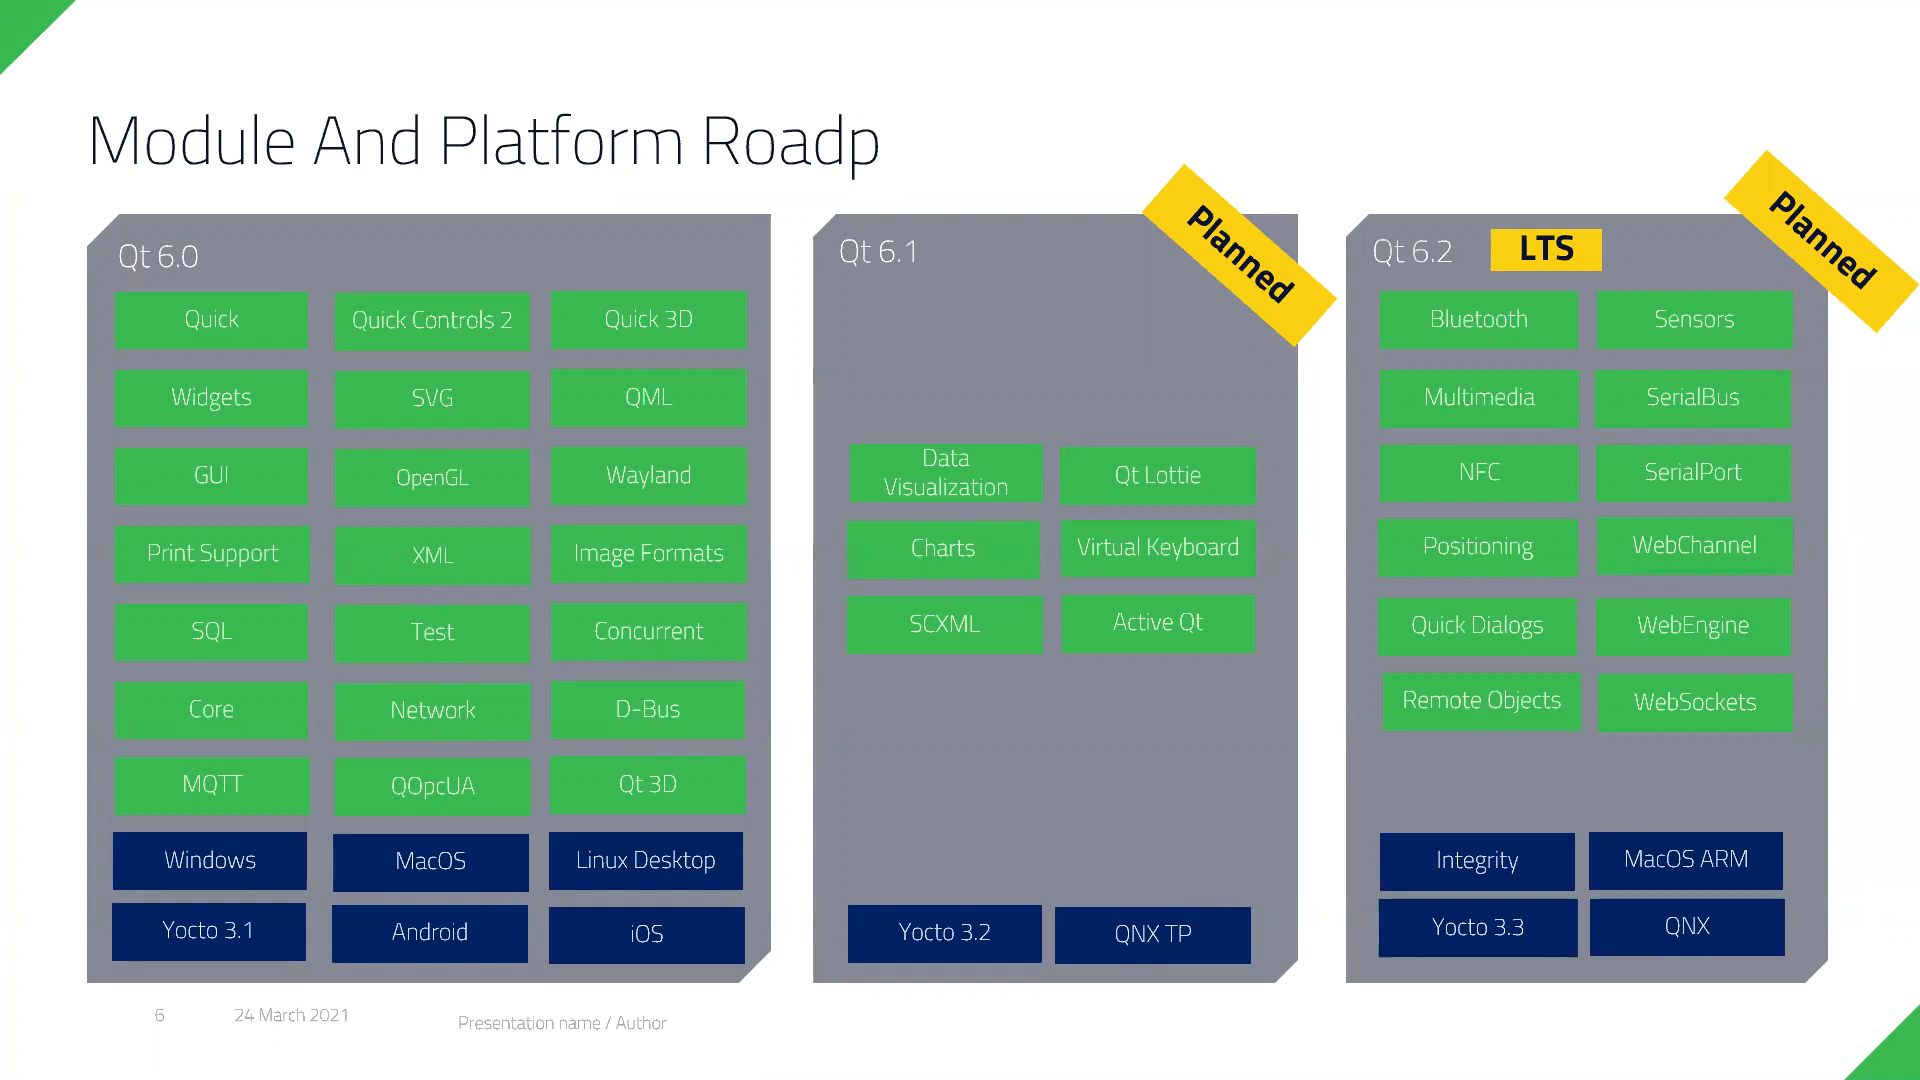 Module And Platform Roadp
Qt 6.0
Quick
Quick Controls 2
Quick 3D
Widgets
SVG
QML
GUI
OpenGL
Wayland
Print Support
XML
Image Formats
SQL
Test
Concurrent
Core
Network
D-Bus
MQTT
QOpcUA
Qt 3D
Windows
MacOS
Linux Desktop
Yocto 3.1
Android
iOS
Qt 6.1
Planned
Data
Visualization
Qt Lottie
Charts
Virtual Keyboard
SCXML
Active Qt
Yocto 3.2
QNX TP
Qt 6.2
LTS
Planned
Bluetooth
Sensors
Multimedia
SerialBus
NFC
SerialPort
Positioning
WebChannel
Quick Dialogs
WebEngine
Remote Objects
WebSockets
Integrity
MacOS ARM
Yocto 3.3
QNX
6
24 March 2021
Presentation name / Author